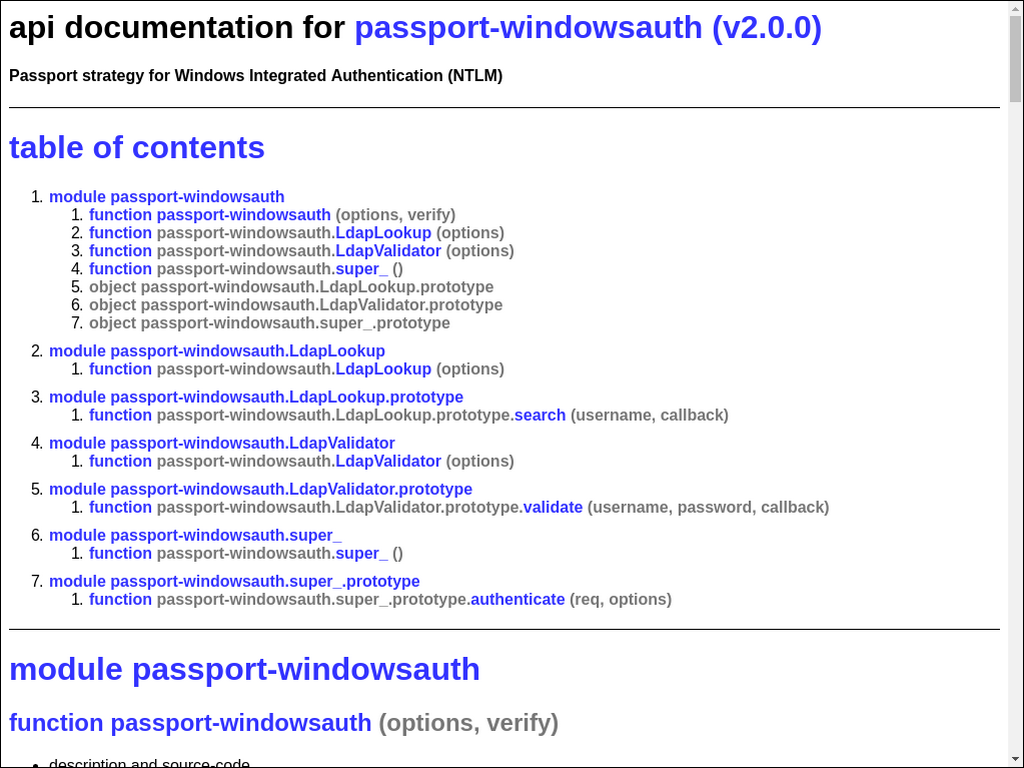 api documentation for passport-windowsauth (v2.0.0)
Passport strategy for Windows Integrated Authentication (NTLM)
table of contents
1. module passport-windowsauth
1. function passport-windowsauth (options, verify)
2. function passport-windowsauth.LdapLookup (options)
3. function passport-windowsauth.LdapValidator (options)
4. function passport-windowsauth.super_ ()
5. object passport-windowsauth.LdapLookup.prototype
6. object passport-windowsauth.LdapValidator.prototype
7. object passport-windowsauth.super_.prototype
2. module passport-windowsauth.LdapLookup
1. function passport-windowsauth.LdapLookup (options)
3. module passport-windowsauth.LdapLookup.prototype
1. function passport-windowsauth.LdapLookup.prototype.search (username, callback)
4. module passport-windowsauth.LdapValidator
1. function passport-windowsauth.LdapValidator (options)
5. module passport-windowsauth.LdapValidator.prototype
1. function passport-windowsauth.LdapValidator.prototype.validate (username, password, callback)
6. module passport-windowsauth.super_
1. function passport-windowsauth.super_ ()
7. module passport-windowsauth.super_.prototype
1. function passport-windowsauth.super_.prototype.authenticate (req, options)
module passport-windowsauth
function passport-windowsauth (options, verify)
• description and source-code